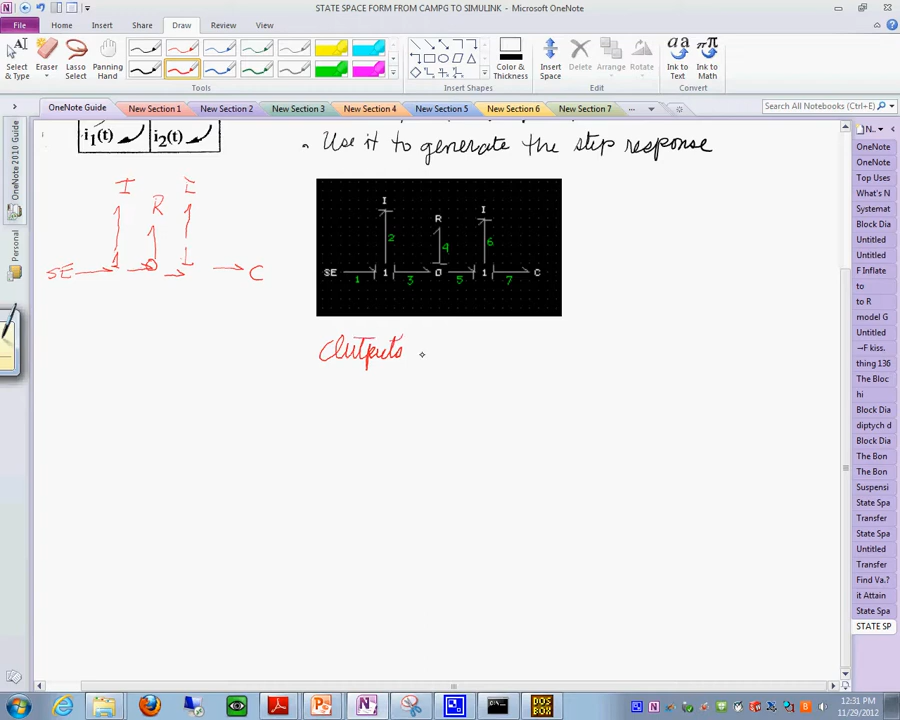 STATE SPACE FORM FROM CAMPG TO SIMULINK - Microsoft OneNote
File Home Insert Draw Review View
Select & Type Eraser Lasso Select Panning Hand Color & Thickness Insert Space Delete Arrange Rotate Ink to Text Ink to Math
Tools Insert Shapes Edit Convert
OneNote Guide New Section 1 New Section 2 New Section 3 New Section 4 New Section 5 New Section 6 New Section 7 Search All Notebooks (Ctrl+E)
OneNote 2010 Guide
Personal
i1(t) i2(t)
• Use it to generate the step response
I I
R
SE 1 0 1 C
I
R
I
2 4 6
SE 1 1 3 0 5 1 7 C
Outputs
N...
OneNote
OneNote
Top Uses
What's N
Systemat
Untitled
Untitled
F Inflate
to
to R
model G
Untitled
→F kiss.
thing 136
The Bloc
hi
Block Dia
diptych d
Block Dia
The Bon
The Bon
Suspensi
State Spa
Transfer
State Spa
Untitled
Transfer
Find Va.?
it Attain
State Spa
STATE SP
12:31 PM
11/29/2012